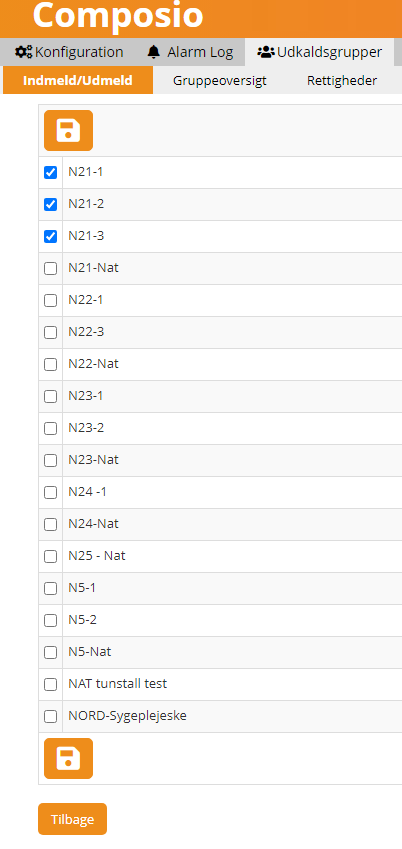 Composio
Konfiguration Alarm Log Udkaldsgrupper
Indmeld/Udmeld Gruppeoversigt Rettigheder
N21-1
N21-2
N21-3
N21-Nat
N22-1
N22-3
N22-Nat
N23-1
N23-2
N23-Nat
N24 -1
N24-Nat
N25 - Nat
N5-1
N5-2
N5-Nat
NAT tunstall test
NORD-Sygeplejeske
Tilbage